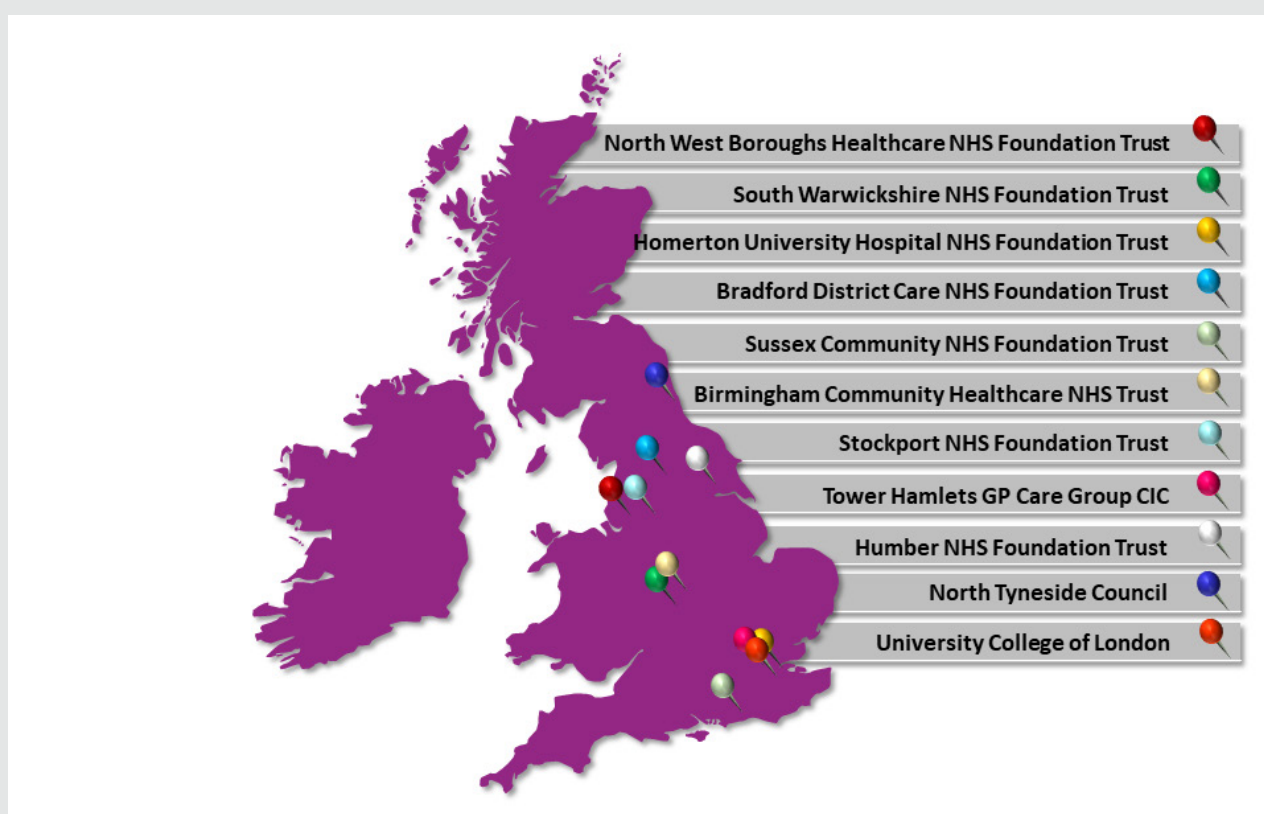 North West Boroughs Healthcare NHS Foundation Trust
South Warwickshire NHS Foundation Trust
Homerton University Hospital NHS Foundation Trust
Bradford District Care NHS Foundation Trust
Sussex Community NHS Foundation Trust
Birmingham Community Healthcare NHS Trust
Stockport NHS Foundation Trust
Tower Hamlets GP Care Group CIC
Humber NHS Foundation Trust
North Tyneside Council
University College of London